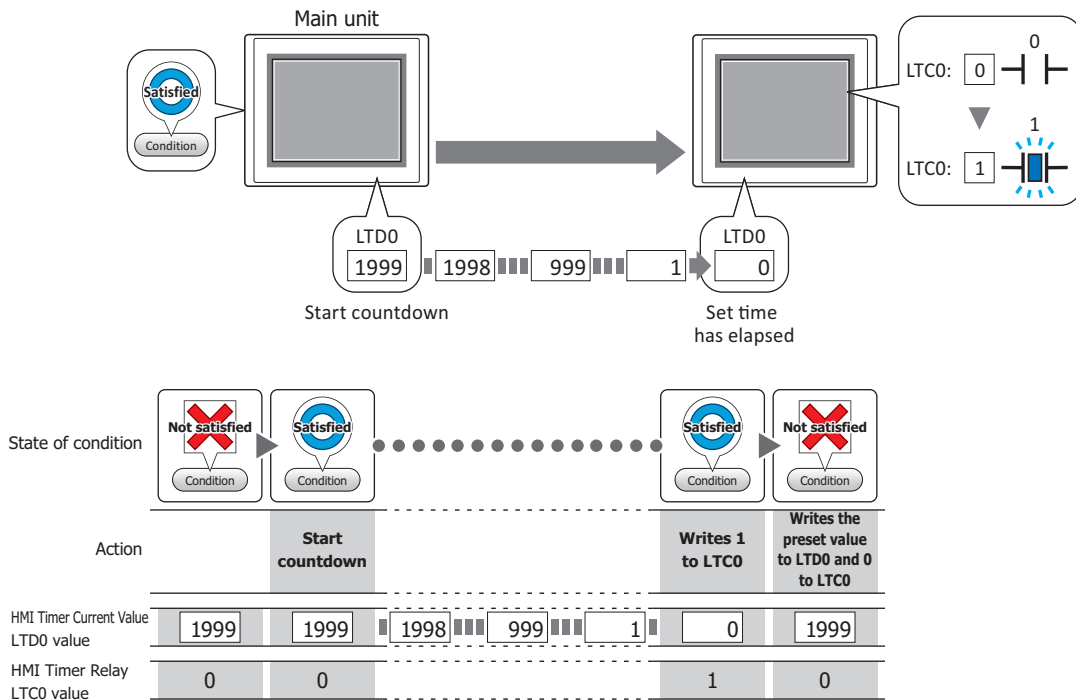 Main unit
Satisfied
Condition
0
LTC0: 0
1
LTC0: 1
LTD0
LTD0
1999 1998 999 1 0
Start countdown
Set time
has elapsed
State of condition
Not satisfied
Satisfied
Satisfied
Not satisfied
Condition
Condition
Condition
Condition
Action
Start
countdown
Writes 1
to LTC0
Writes the
preset value
to LTD0 and 0
to LTC0
HMI Timer Current Value
LTD0 value
1999 1999 1998 999 1 0 1999
HMI Timer Relay
LTC0 value
0 0 1 0